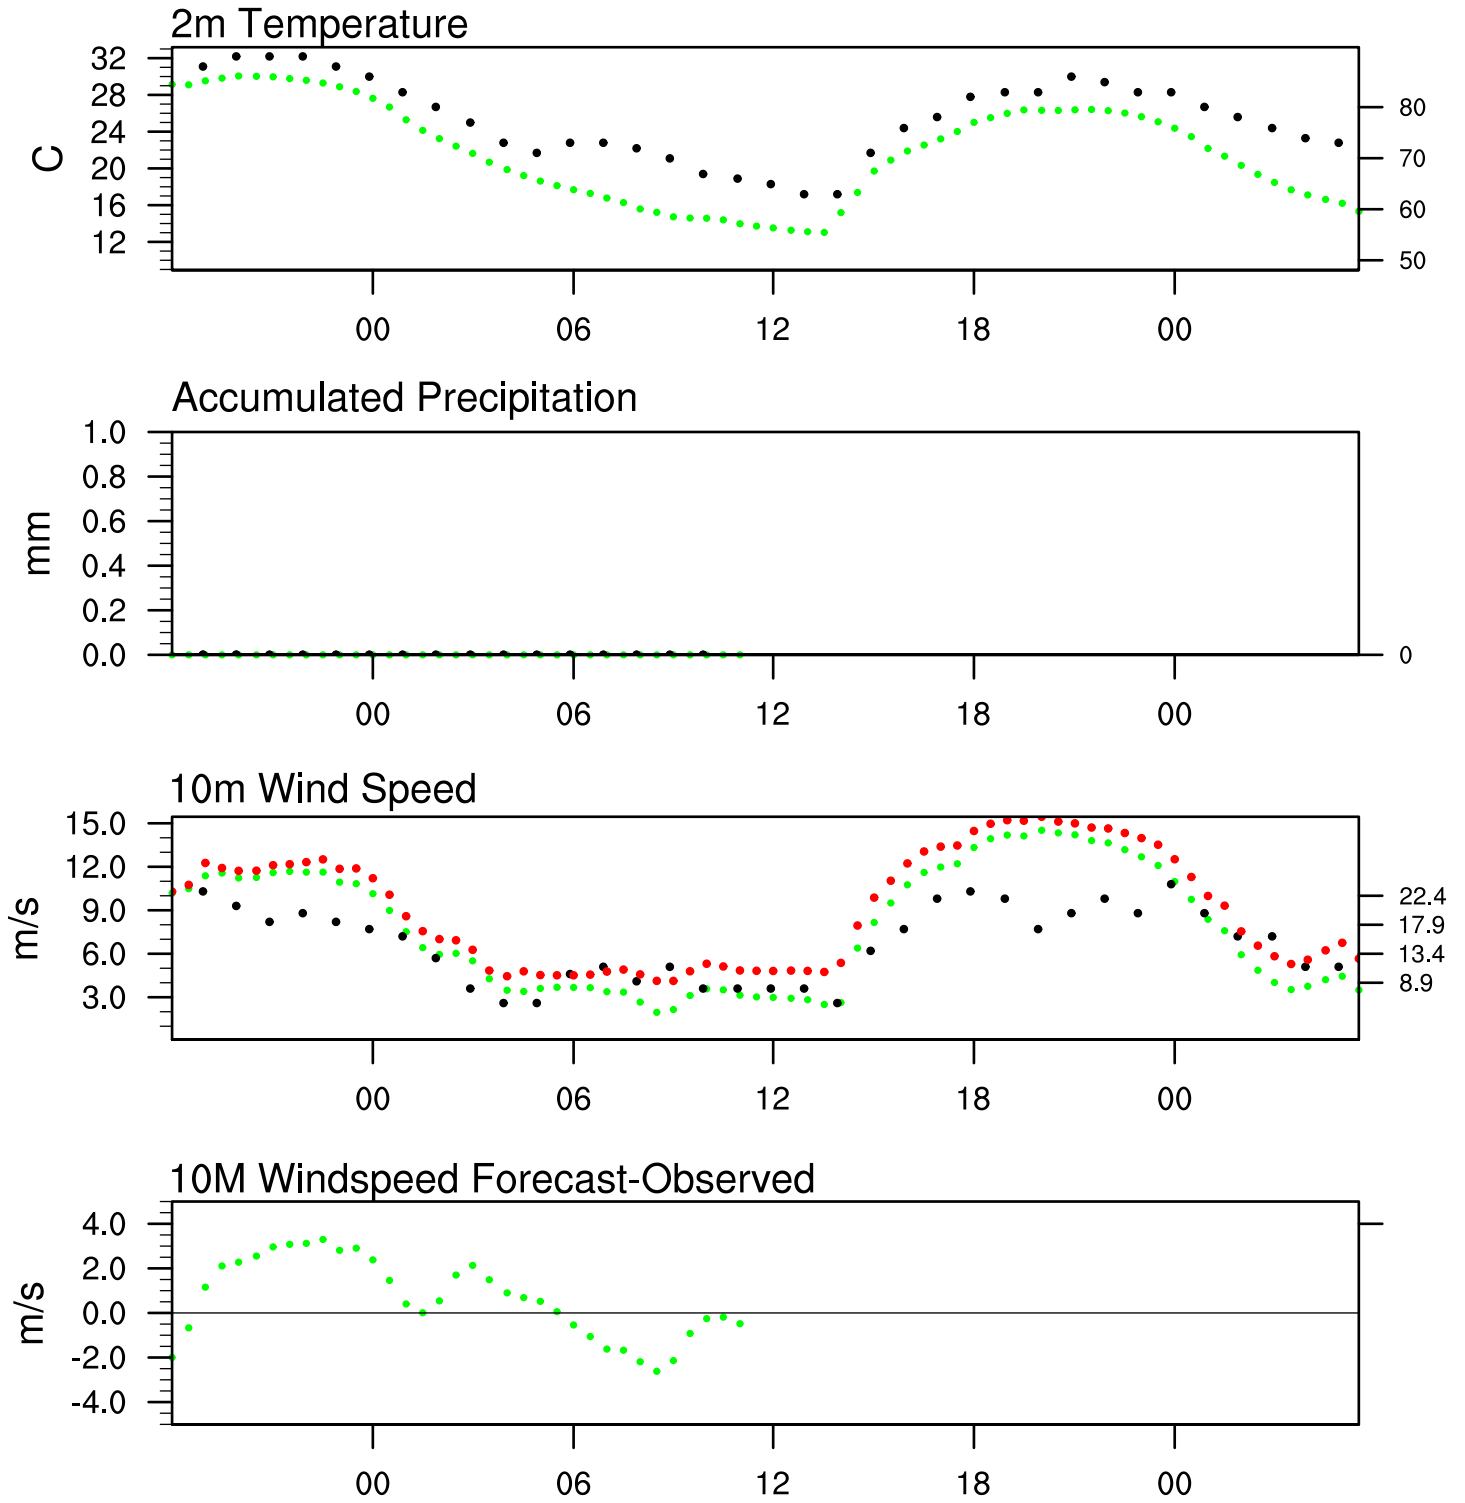 2m Temperature
32
28
24
20
16
12
C
80
70
60
50
00 06 12 18 00
Accumulated Precipitation
1.0
0.8
0.6
0.4
0.2
0.0
mm
0
00 06 12 18 00
10m Wind Speed
15.0
12.0
9.0
6.0
3.0
m/s
22.4
17.9
13.4
8.9
00 06 12 18 00
10M Windspeed Forecast-Observed
4.0
2.0
0.0
-2.0
-4.0
m/s
00 06 12 18 00